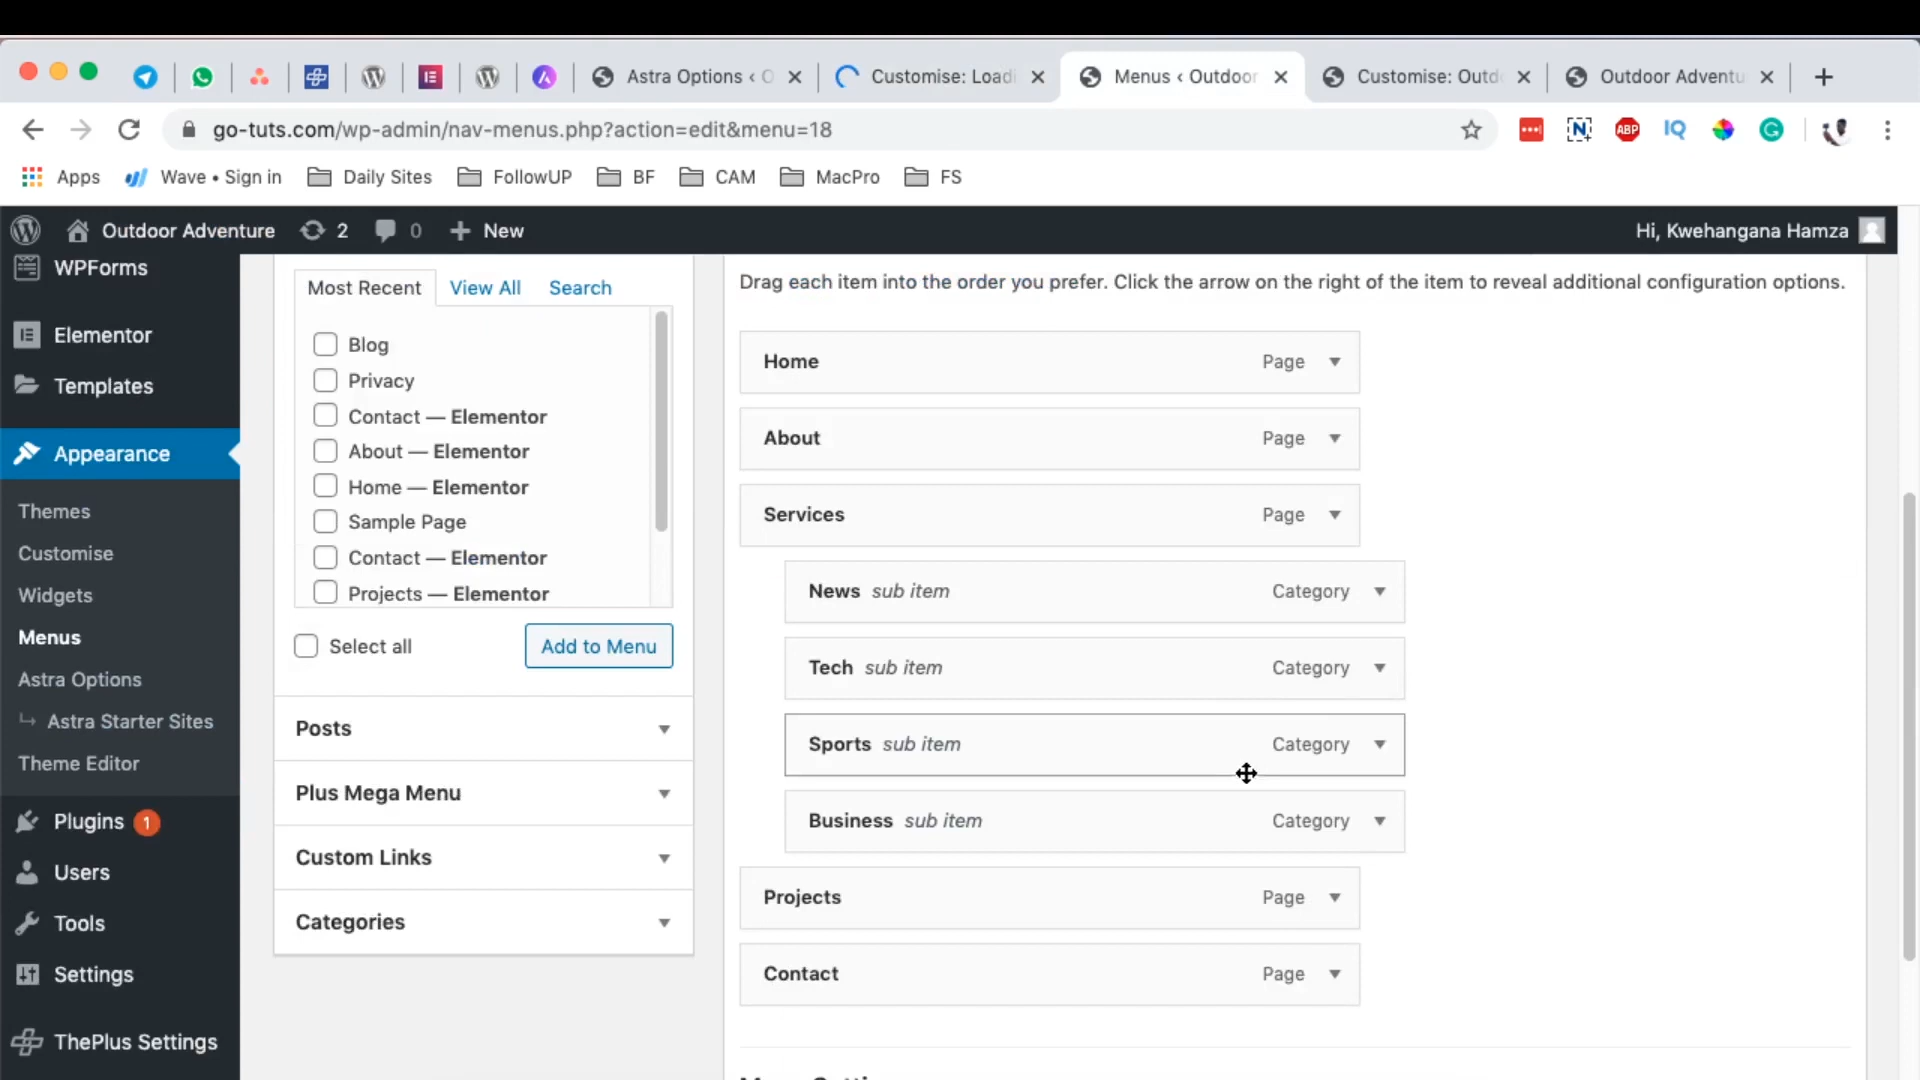 Astra Options < O
Customise: Loadi
Menus < Outdoor
Customise: Outd
Outdoor Adventu
go-tuts.com/wp-admin/nav-menus.php?action=edit&menu=18
ABP
IQ
Apps
Wave • Sign in
Daily Sites
FollowUP
BF
CAM
MacPro
FS
Outdoor Adventure
2
0
New
Hi, Kwehangana Hamza
WPForms
Elementor
Templates
Appearance
Themes
Customise
Widgets
Menus
Astra Options
Astra Starter Sites
Theme Editor
Plugins 1
Users
Tools
Settings
ThePlus Settings
Most Recent
View All
Search
Blog
Privacy
Contact — Elementor
About — Elementor
Home — Elementor
Sample Page
Contact — Elementor
Projects — Elementor
Select all
Add to Menu
Posts
Plus Mega Menu
Custom Links
Categories
Drag each item into the order you prefer. Click the arrow on the right of the item to reveal additional configuration options.
Home Page
About Page
Services Page
News sub item Category
Tech sub item Category
Sports sub item Category
Business sub item Category
Projects Page
Contact Page